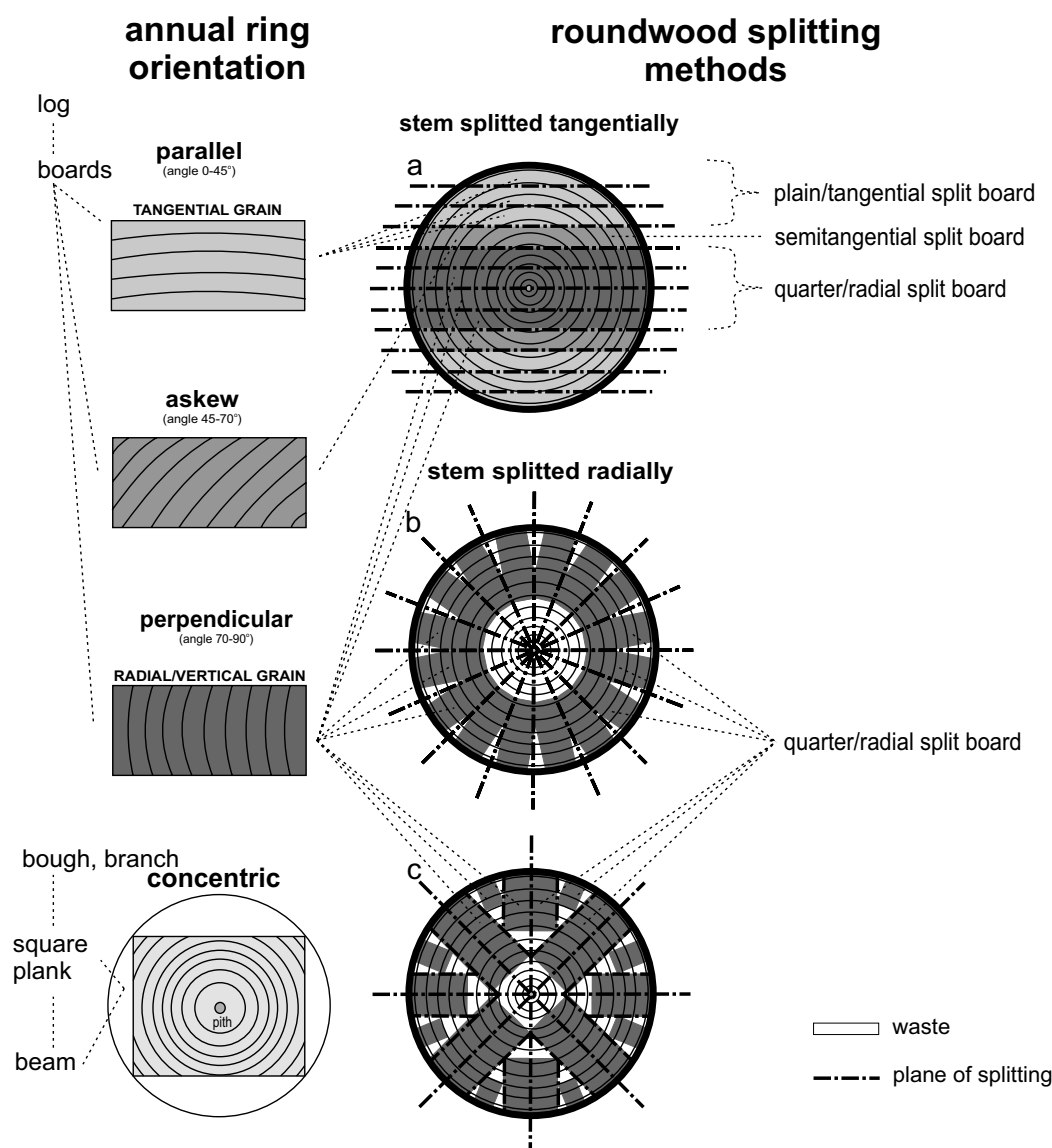 annual ring
orientation
roundwood splitting
methods
log
boards
parallel
(angle 0-45°)
TANGENTIAL GRAIN
stem splitted tangentially
a
plain/tangential split board
semitangential split board
quarter/radial split board
askew
(angle 45-70°)
stem splitted radially
b
perpendicular
(angle 70-90°)
RADIAL/VERTICAL GRAIN
quarter/radial split board
bough, branch
concentric
square
plank
beam
pith
c
waste
plane of splitting